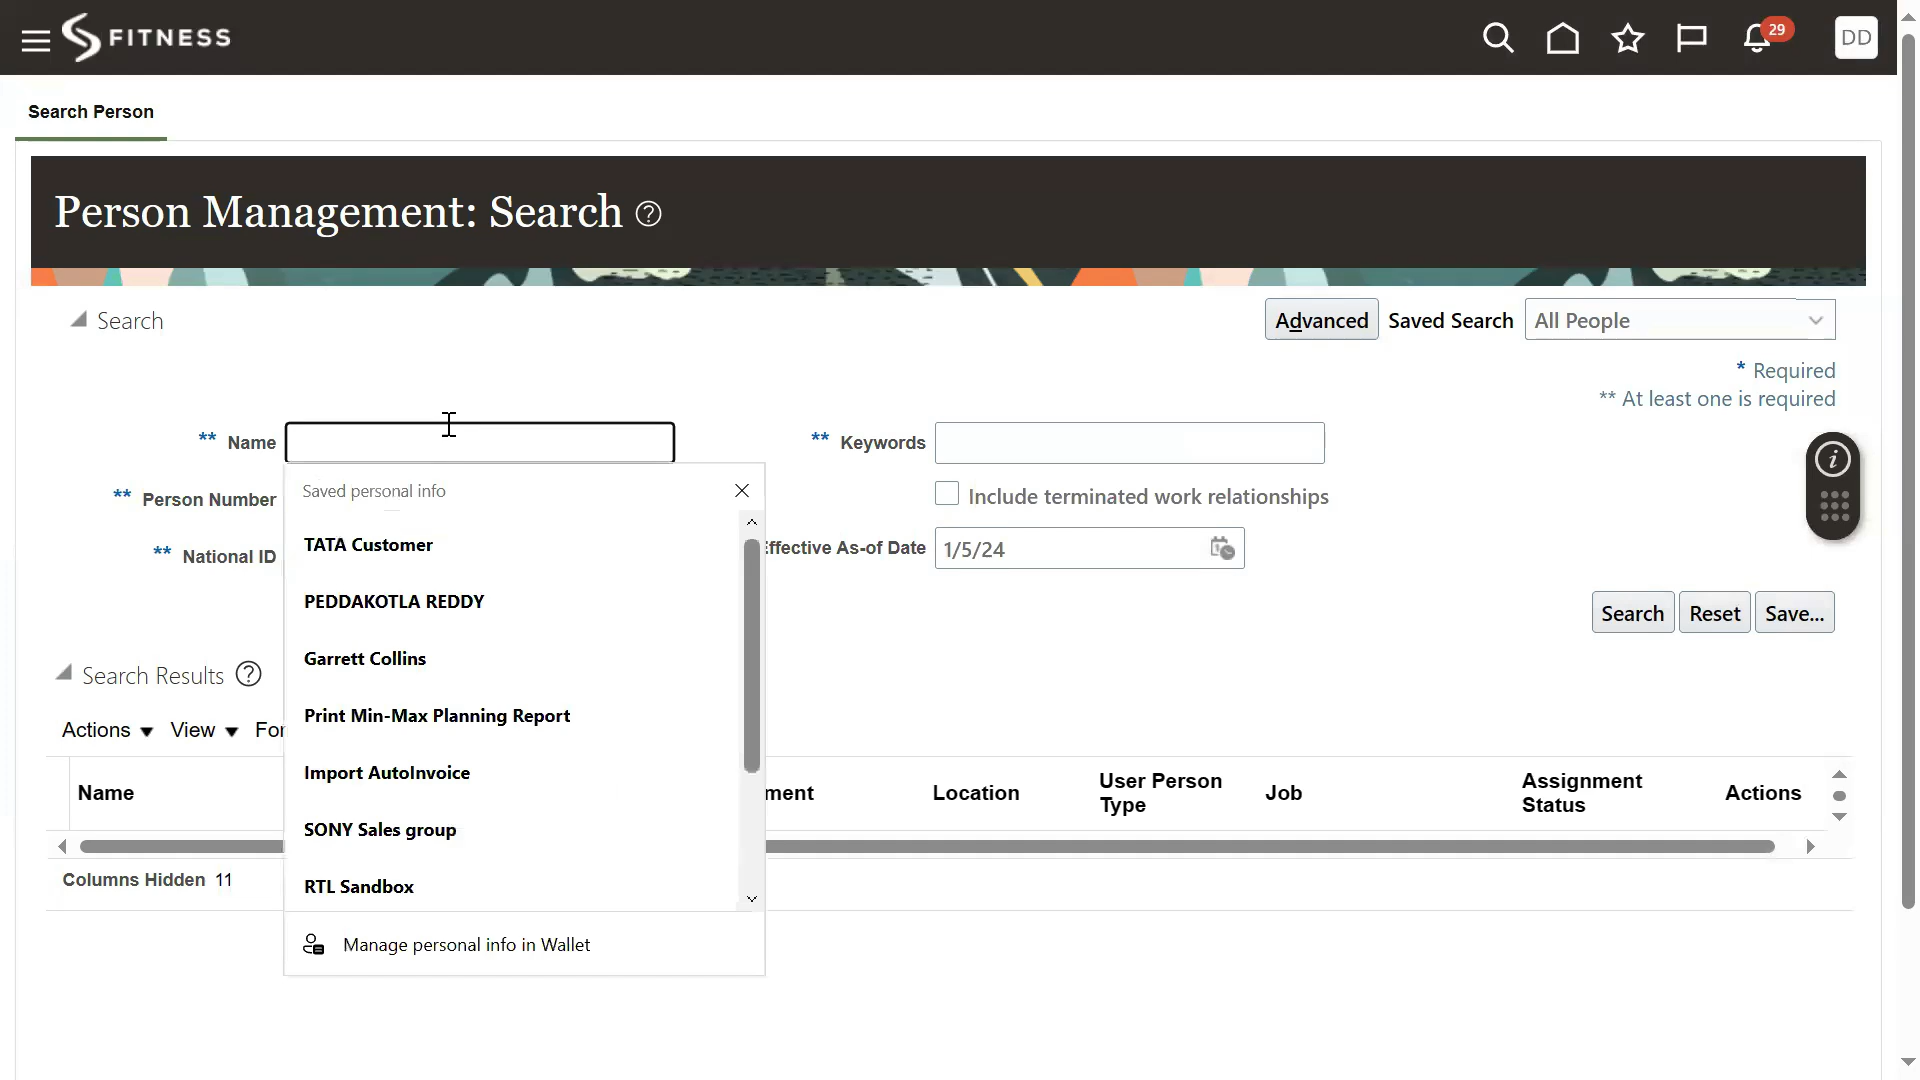 FITNESS
29
DD
Search Person
Person Management: Search ?
Search
Advanced Saved Search All People
* Required
** At least one is required
** Name
** Keywords
** Person Number
Include terminated work relationships
** National ID
Effective As-of Date 1/5/24
Saved personal info
TATA Customer
PEDDAKOTLA REDDY
Garrett Collins
Print Min-Max Planning Report
Import AutoInvoice
SONY Sales group
RTL Sandbox
Manage personal info in Wallet
Search Reset Save...
Search Results ?
Actions View For
Name ment Location User Person Type Job Assignment Status Actions
Columns Hidden 11